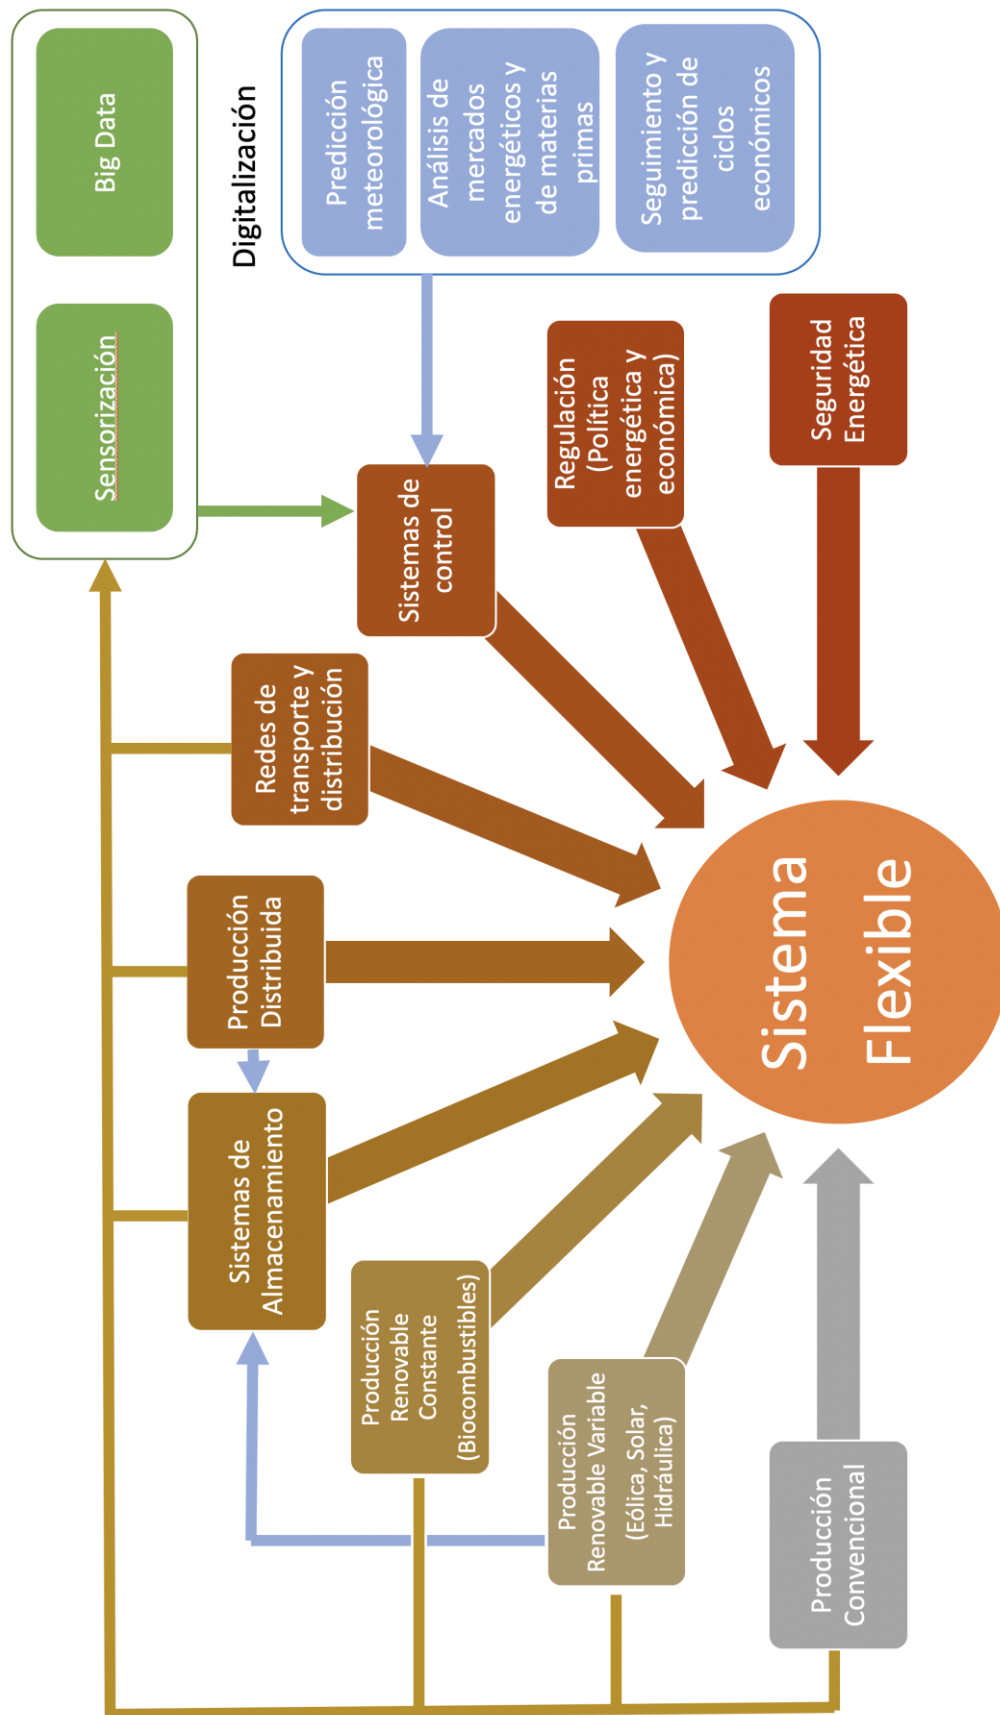 Sensorización
Big Data
Digitalización
Predicción
meteorológica
Análisis de
mercados
energéticos y
de materias
primas
Seguimiento y
predicción de
ciclos
económicos
Redes de
transporte y
distribución
Sistemas de
control
Producción
Distribuida
Sistemas de
Almacenamiento
Regulación
(Política
energética y
económica)
Producción
Renovable
Constante
(Biocombustibles)
Producción
Renovable Variable
(Eólica, Solar,
Hidráulica)
Seguridad
Energética
Producción
Convencional
Sistema
Flexible